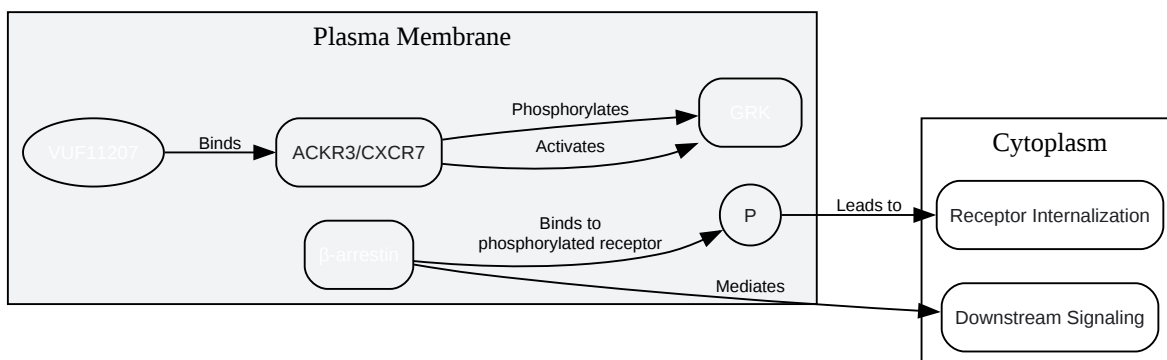 Plasma Membrane
VUF11207
Binds
ACKR3/CXCR7
Phosphorylates
Activates
GRK
β-arrestin
Binds to
phosphorylated receptor
P
Mediates
Leads to
Cytoplasm
Receptor Internalization
Downstream Signaling